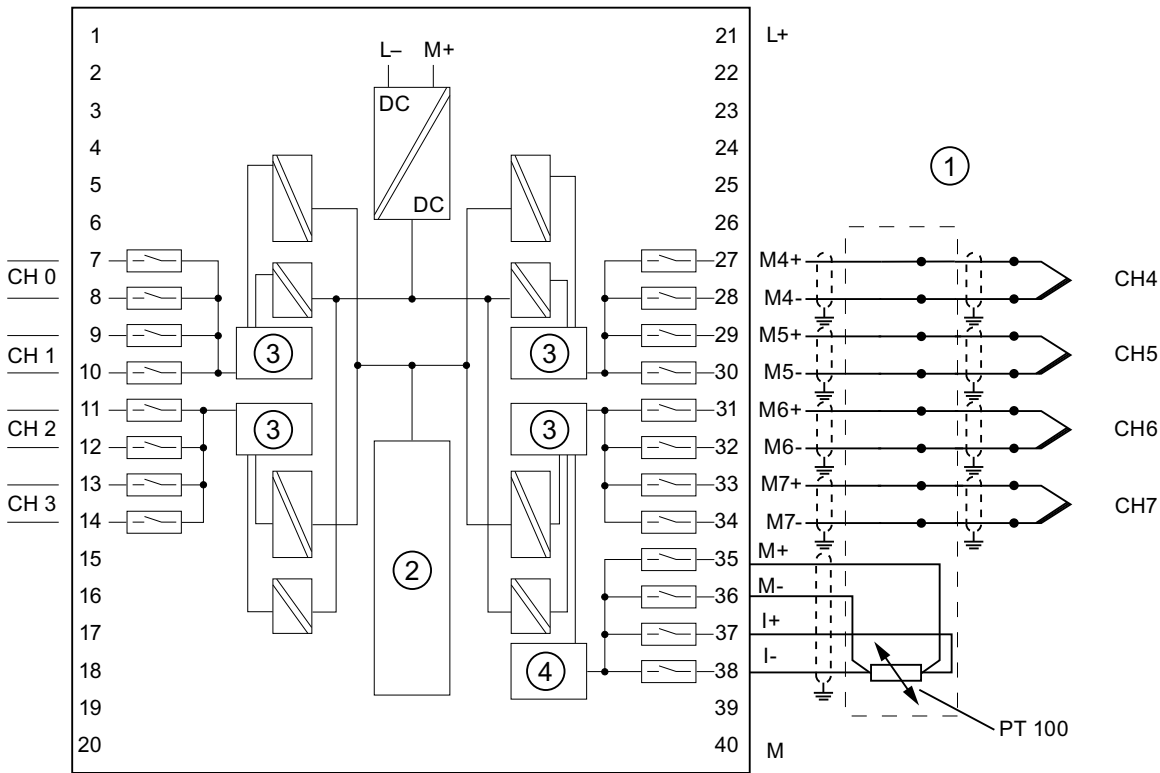 1 21 L+
L– M+
2 22
DC
3 23
4 24
①
5 25
DC
6 26
7 27 M4+
CH 0 CH4
8 28 M4-
9 29 M5+
CH 1 ③ ③ CH5
10 30 M5-
11 31 M6+
CH 2 ③ ③ CH6
12 32 M6-
13 33 M7+
CH 3 CH7
14 34 M7-
15 35 M+
②
16 36 M-
17 37 I+
18 ④ 38 I-
19 39
PT 100
20 40 M